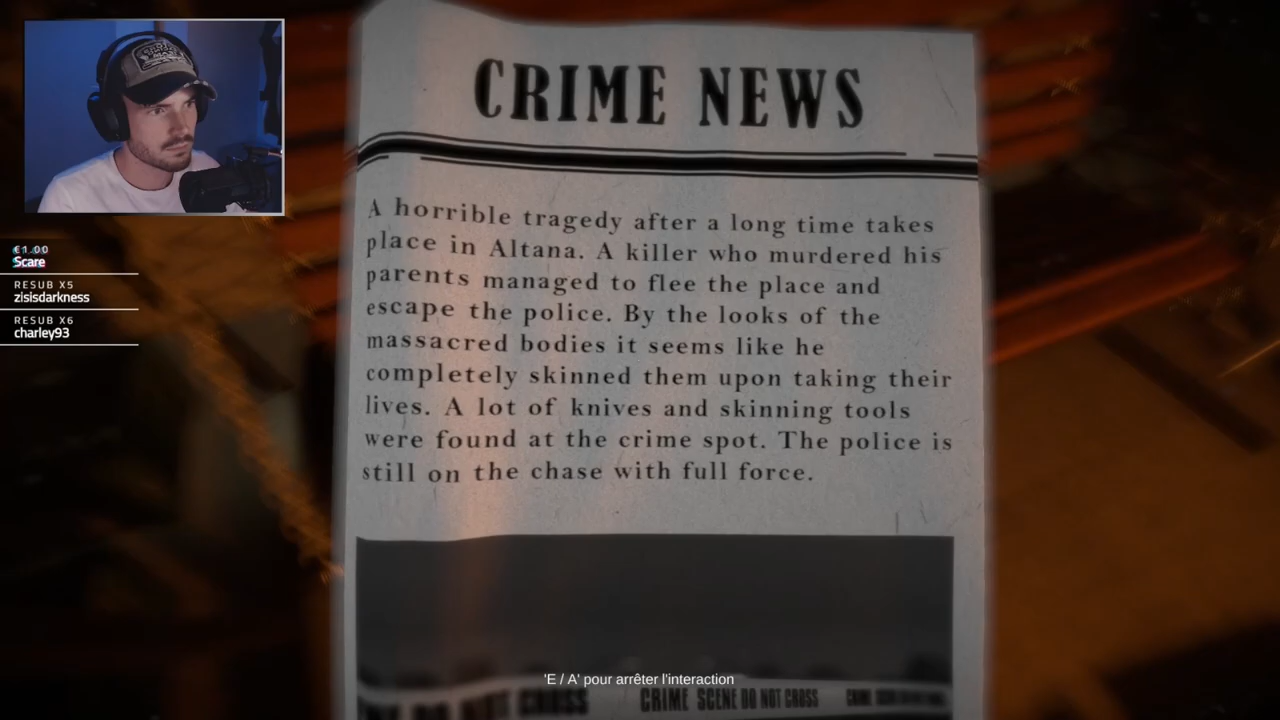 CRIME NEWS
A horrible tragedy after a long time takes
place in Altana. A killer who murdered his
parents managed to flee the place and
escape the police. By the looks of the
massacred bodies it seems like he
completely skinned them upon taking their
lives. A lot of knives and skinning tools
were found at the crime spot. The police is
still on the chase with full force.
€1.00
Scare
RESUB X5
zisisdarkness
RESUB X6
charley93
'E / A' pour arrêter l'interaction
DO NOT CROSS CRIME SCENE DO NOT CROSS CRIME